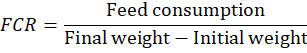 FCR = Feed consumption / Final weight − Initial weight